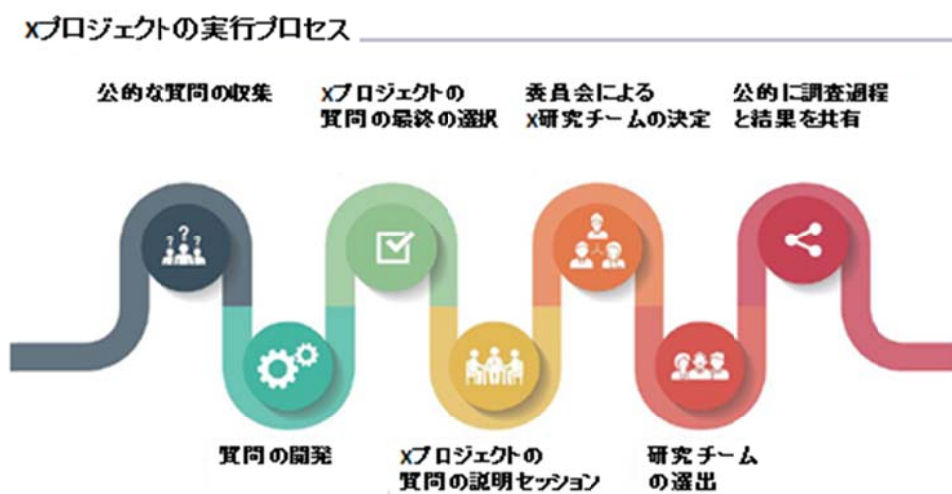 xプロジェクトの実行プロセス
公的な質問の収集
xプロジェクトの
質問の最終の選択
委員会による
x研究チームの決定
公的に調査過程
と結果を共有
? ? ?
質問の開発
xプロジェクトの
質問の説明セッション
研究チーム
の選出